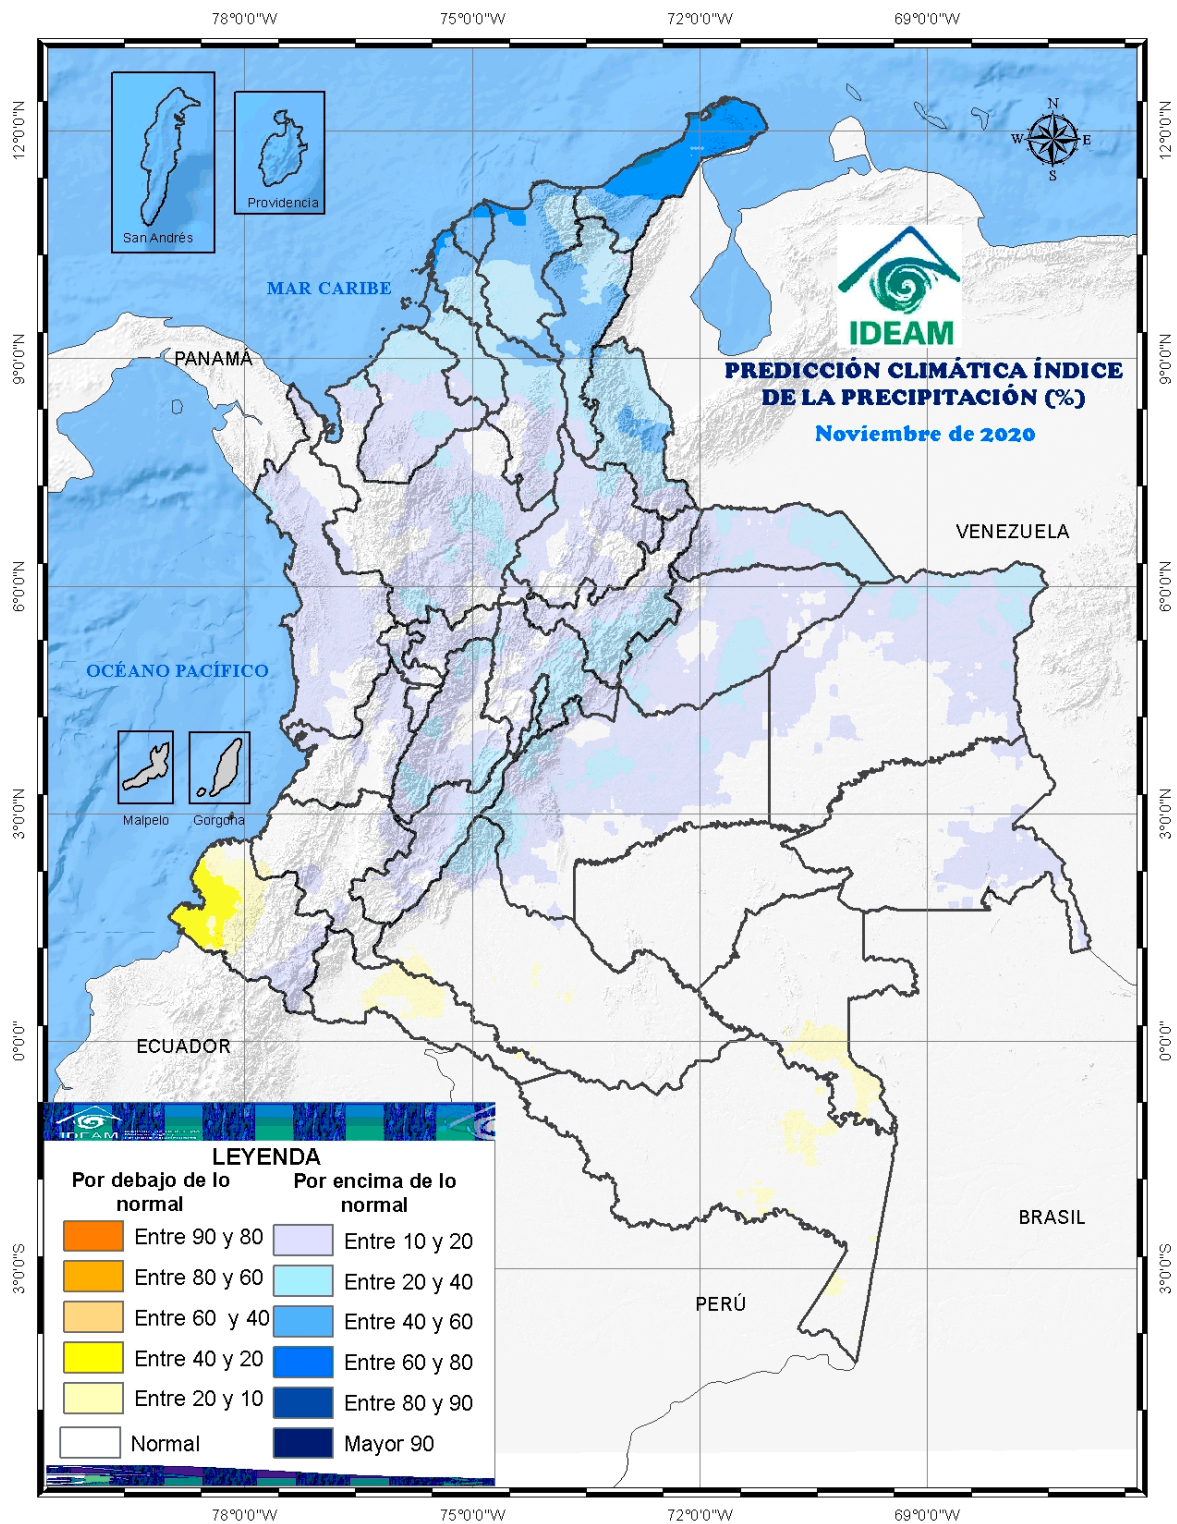 78°0'0"W 75°0'0"W 72°0'0"W 69°0'0"W
12°0'0"N 12°0'0"N
N
W E
S
San Andrés
Providencia
MAR CARIBE
IDEAM
9°0'0"N 9°0'0"N
PANAMÁ
PREDICCIÓN CLIMÁTICA ÍNDICE
DE LA PRECIPITACIÓN (%)
Noviembre de 2020
VENEZUELA
6°0'0"N 6°0'0"N
OCÉANO PACÍFICO
Malpelo Gorgona
3°0'0"N 3°0'0"N
ECUADOR
0°0'0" 0°0'0"
IDEAM
LEYENDA
Por debajo de lo
normal
Entre 90 y 80
Entre 80 y 60
Entre 60 y 40
Entre 40 y 20
Entre 20 y 10
Normal
Por encima de lo
normal
Entre 10 y 20
Entre 20 y 40
Entre 40 y 60
Entre 60 y 80
Entre 80 y 90
Mayor 90
BRASIL
PERÚ
3°0'0"S 3°0'0"S
78°0'0"W 75°0'0"W 72°0'0"W 69°0'0"W